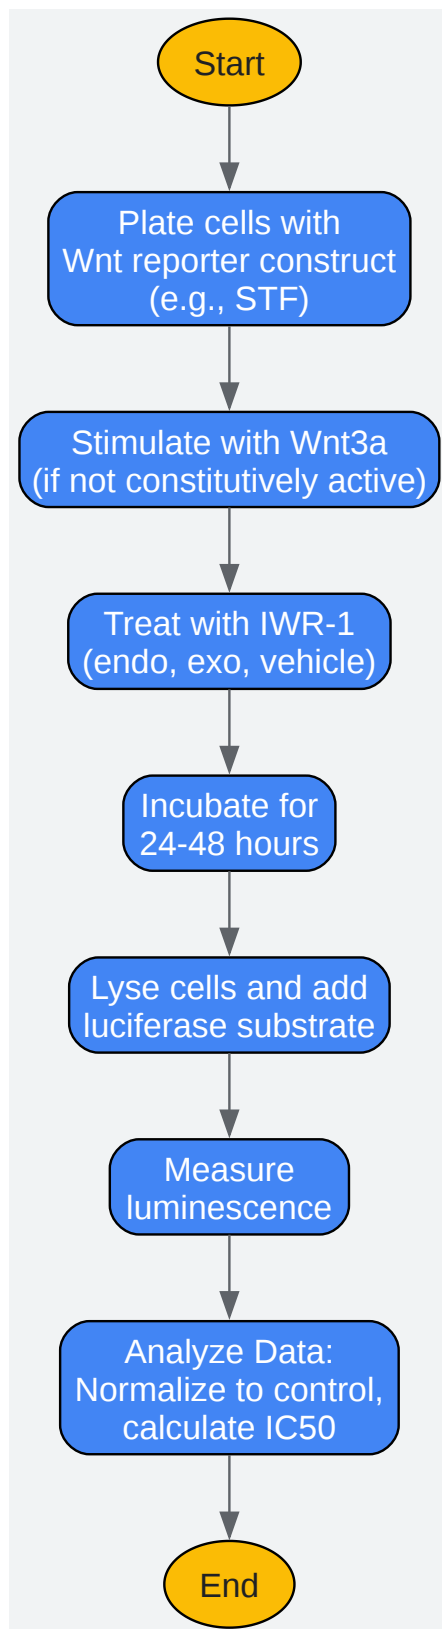 Start
Plate cells with
Wnt reporter construct
(e.g., STF)
Stimulate with Wnt3a
(if not constitutively active)
Treat with IWR-1
(endo, exo, vehicle)
Incubate for
24-48 hours
Lyse cells and add
luciferase substrate
Measure
luminescence
Analyze Data:
Normalize to control,
calculate IC50
End